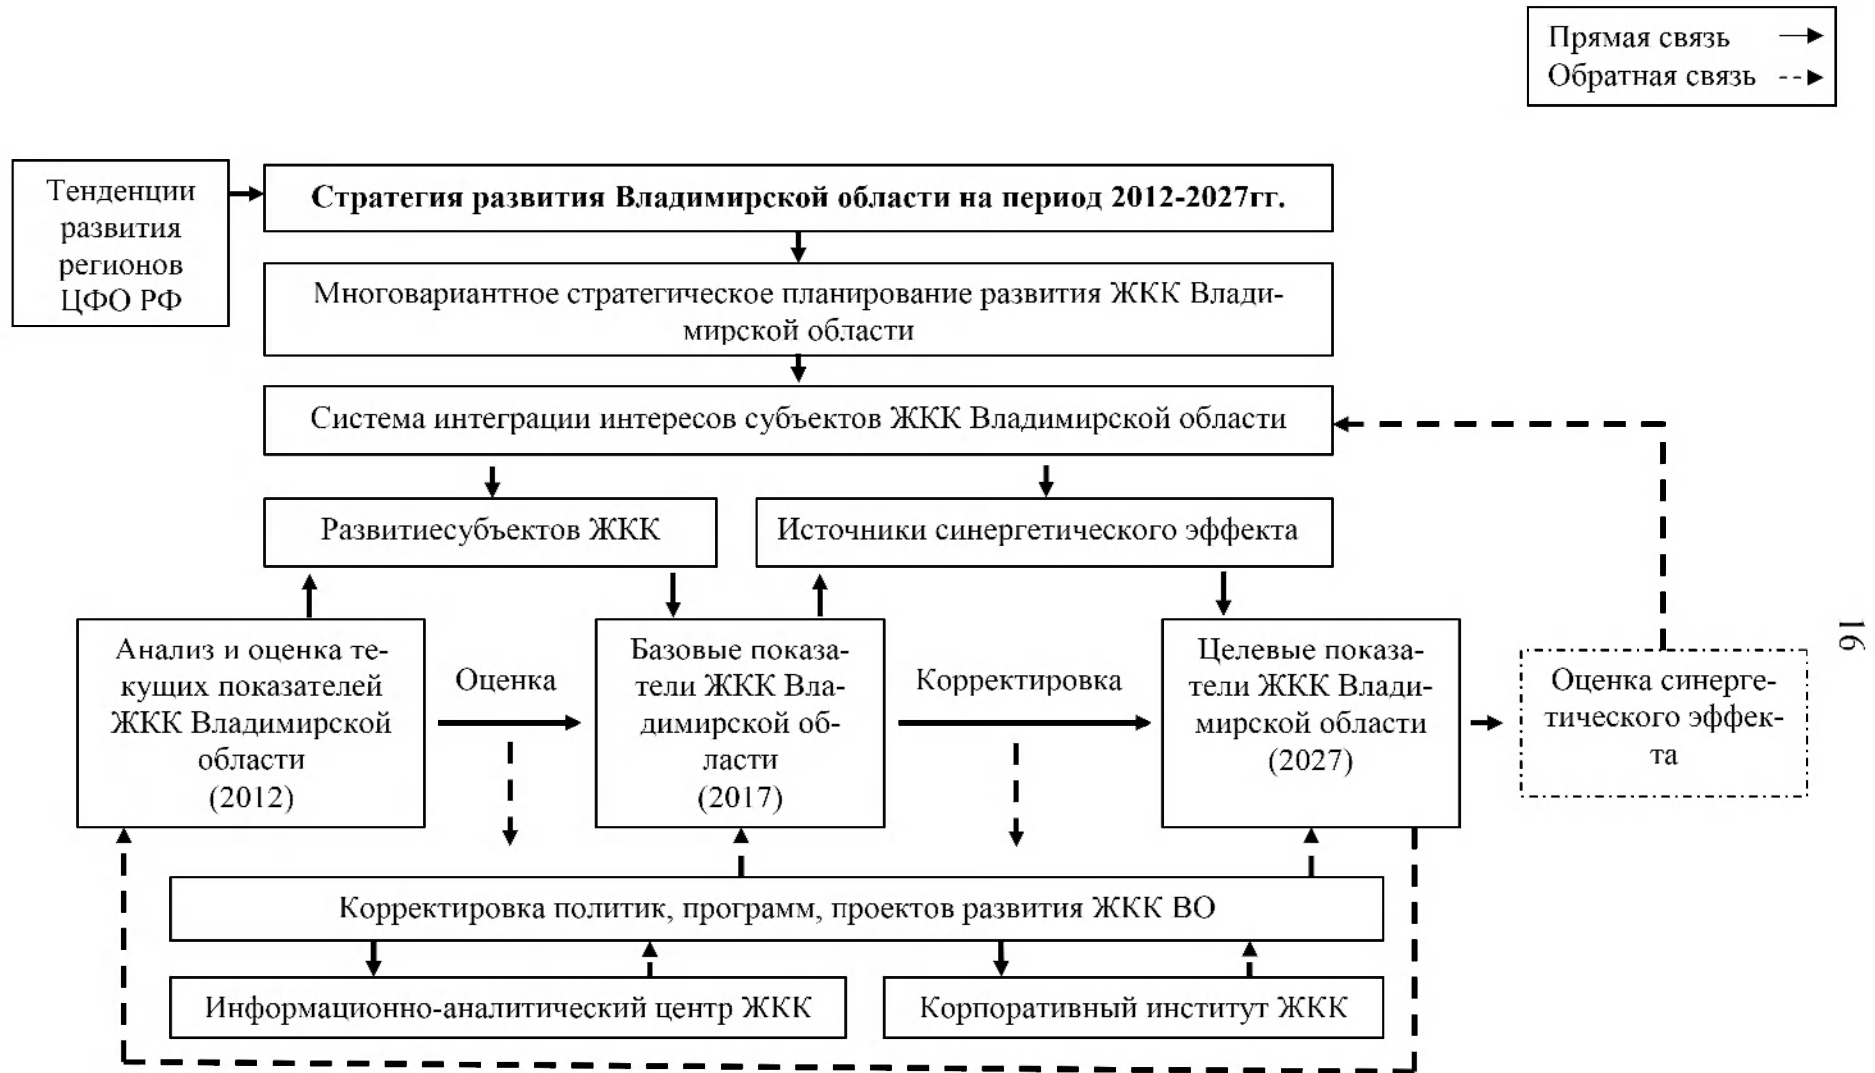 Прямая связь
Обратная связь
Тенденции
развития
регионов
ЦФО РФ
Стратегия развития Владимирской области на период 2012-2027гг.
Многовариантное стратегическое планирование развития ЖКК Влади-
мирской области
Система интеграции интересов субъектов ЖКК Владимирской области
Развитиесубъектов ЖКК
Источники синергетического эффекта
Анализ и оценка те-
кущих показателей
ЖКК Владимирской
области
(2012)
Оценка
Базовые показа-
тели ЖКК Вла-
димирской об-
ласти
(2017)
Корректировка
Целевые показа-
тели ЖКК Влади-
мирской области
(2027)
Оценка синерге-
тического эффек-
та
16
Корректировка политик, программ, проектов развития ЖКК ВО
Информационно-аналитический центр ЖКК
Корпоративный институт ЖКК